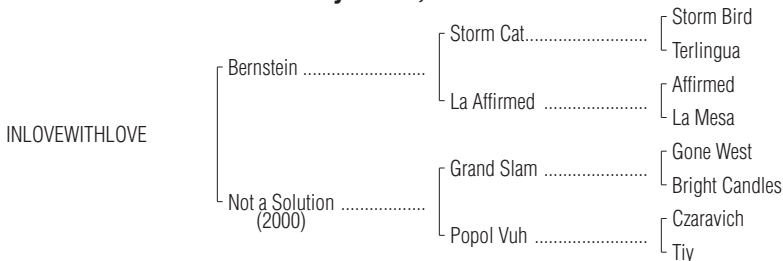 Storm Bird
Storm Cat..............................
Terlingua
Bernstein ..............................
Affirmed
La Affirmed ..........................
La Mesa
INLOVEWITHLOVE
Gone West
Grand Slam ..........................
Bright Candles
Not a Solution .....................
(2000)
Czaravich
Popol Vuh ............................
Tiy